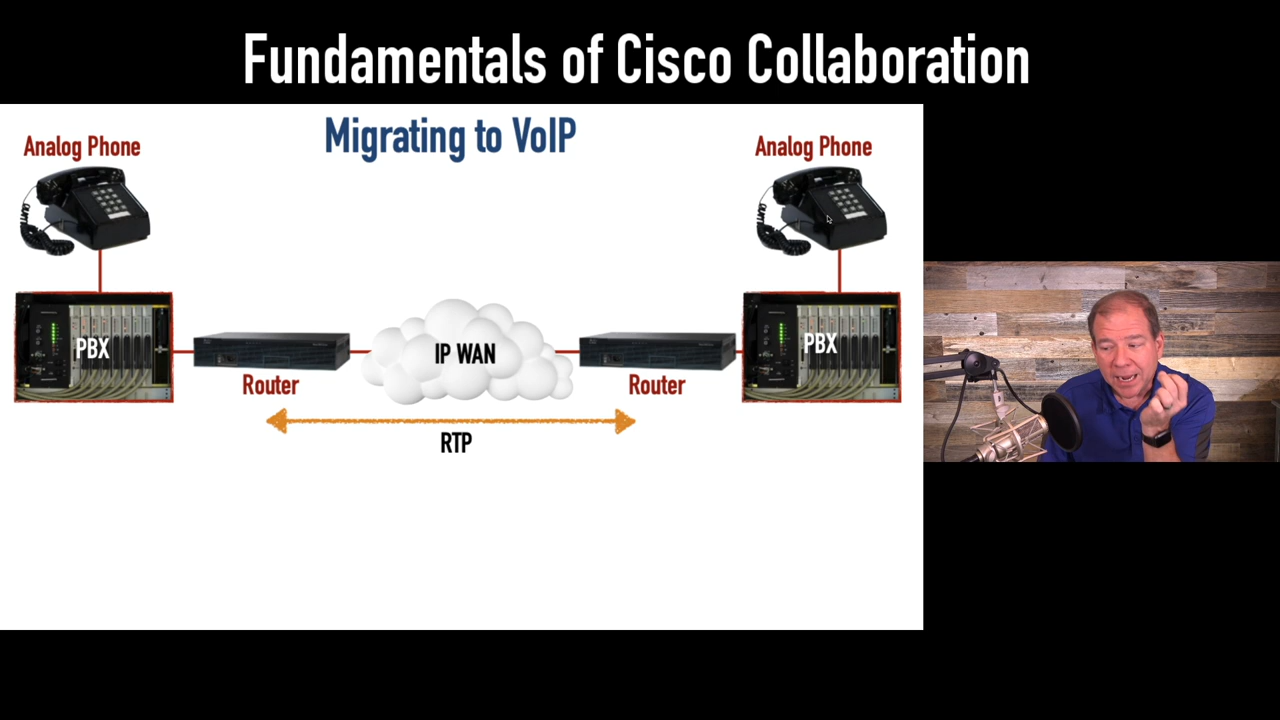 Fundamentals of Cisco Collaboration
Migrating to VoIP
Analog Phone
Analog Phone
PBX
IP WAN
PBX
Router
Router
RTP